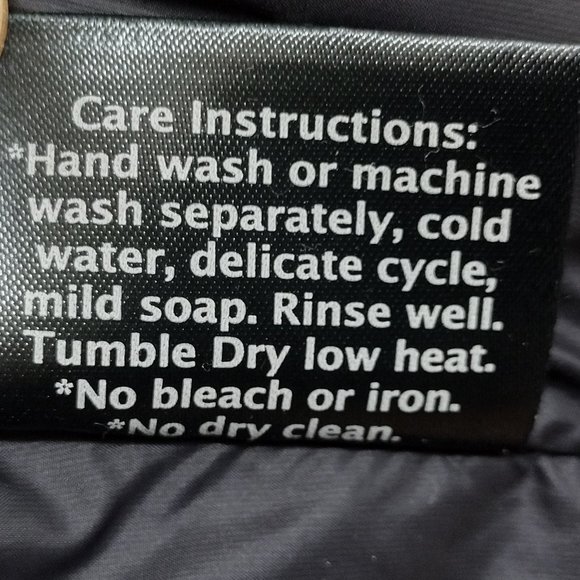 Care Instructions:
*Hand wash or machine
wash separately, cold
water, delicate cycle,
mild soap. Rinse well.
Tumble Dry low heat.
*No bleach or iron.
*No dry clean.